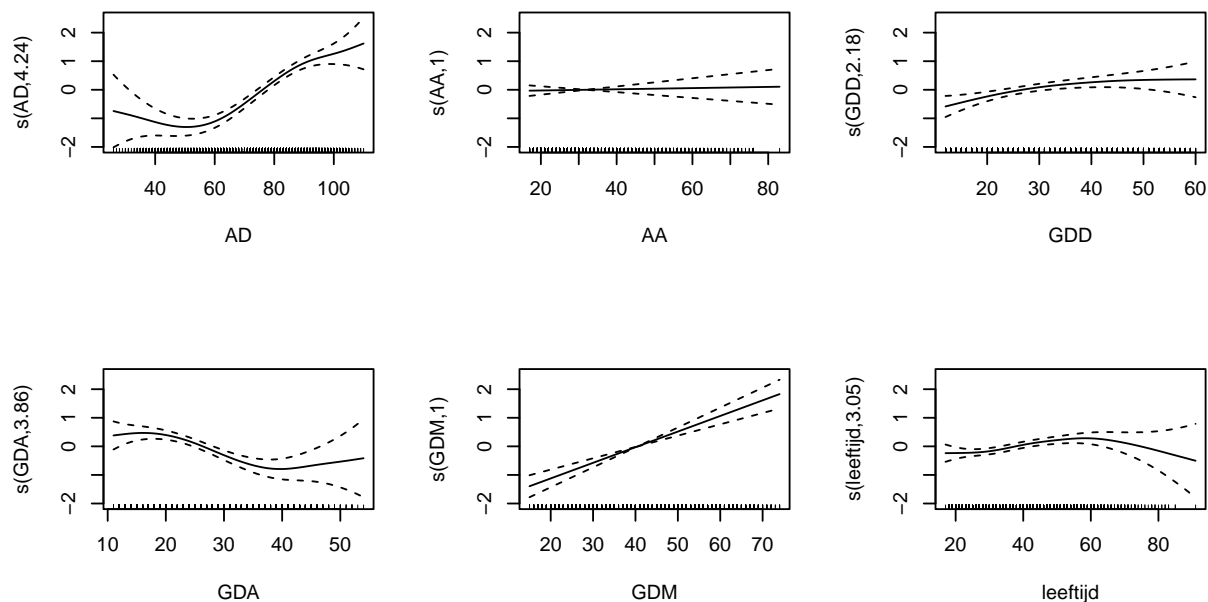 s(AD,4.24)
2
1
0
−2
40 60 80 100
AD
s(AA,1)
2
1
0
−2
20 40 60 80
AA
s(GDD,2.18)
2
1
0
−2
20 30 40 50 60
GDD
s(GDA,3.86)
2
1
0
−2
10 20 30 40 50
GDA
s(GDM,1)
2
1
0
−2
20 30 40 50 60 70
GDM
s(leeftijd,3.05)
2
1
0
−2
20 40 60 80
leeftijd